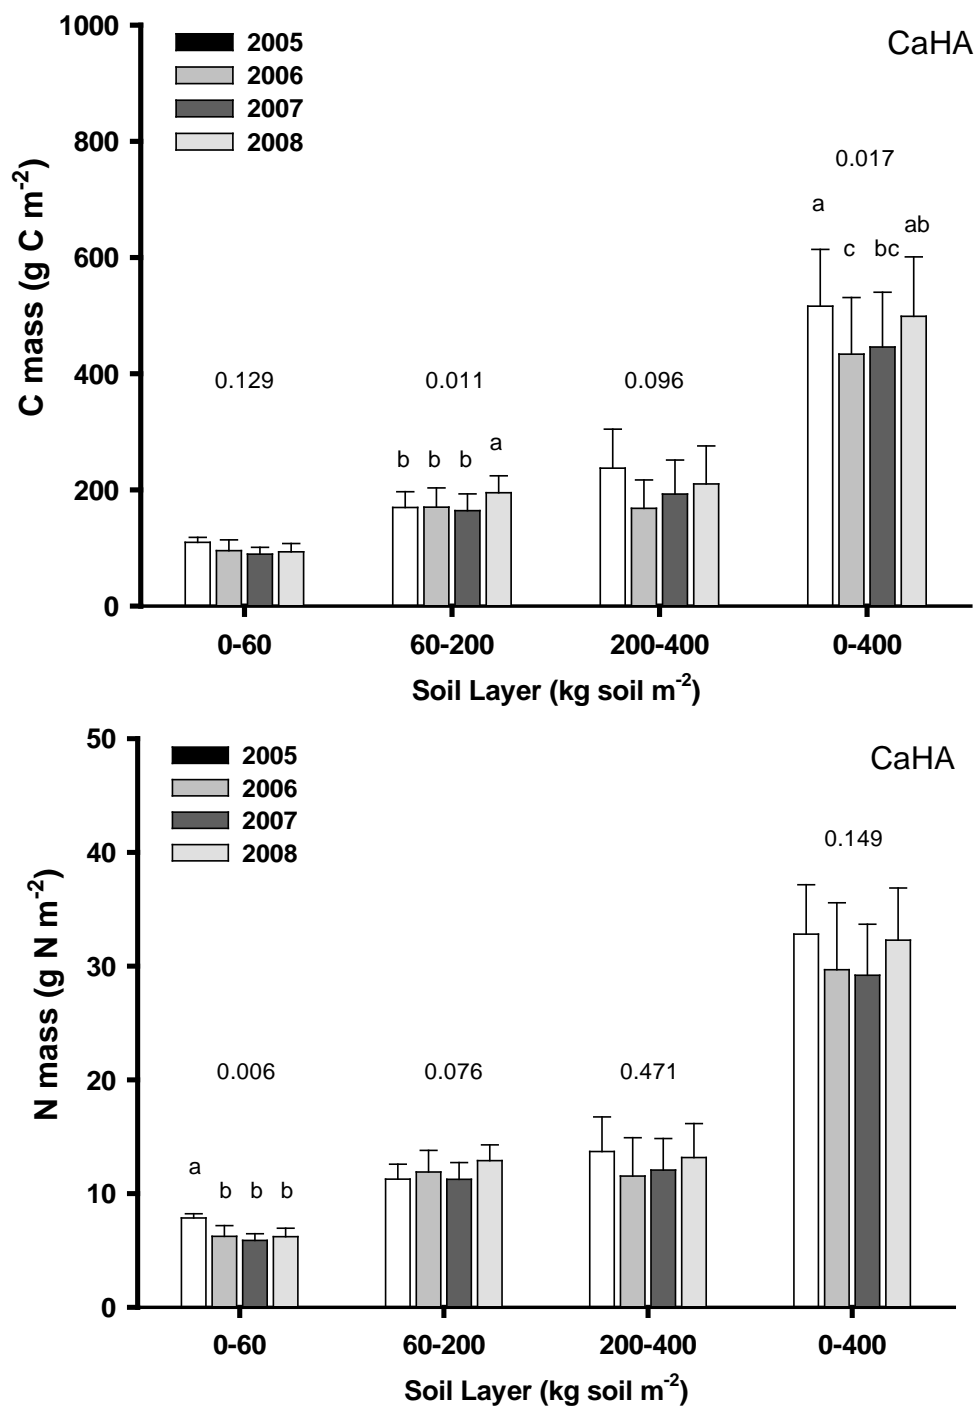 1000
CaHA
2005
2006
2007
2008
800
600
400
200
0
C mass (g C m-2)
0.129
0.011
0.096
0.017
b b b a
a c bc ab
0-60 60-200 200-400 0-400
Soil Layer (kg soil m-2)
50
CaHA
2005
2006
2007
2008
40
30
20
10
0
N mass (g N m-2)
0.006
0.076
0.471
0.149
a b b b
0-60 60-200 200-400 0-400
Soil Layer (kg soil m-2)